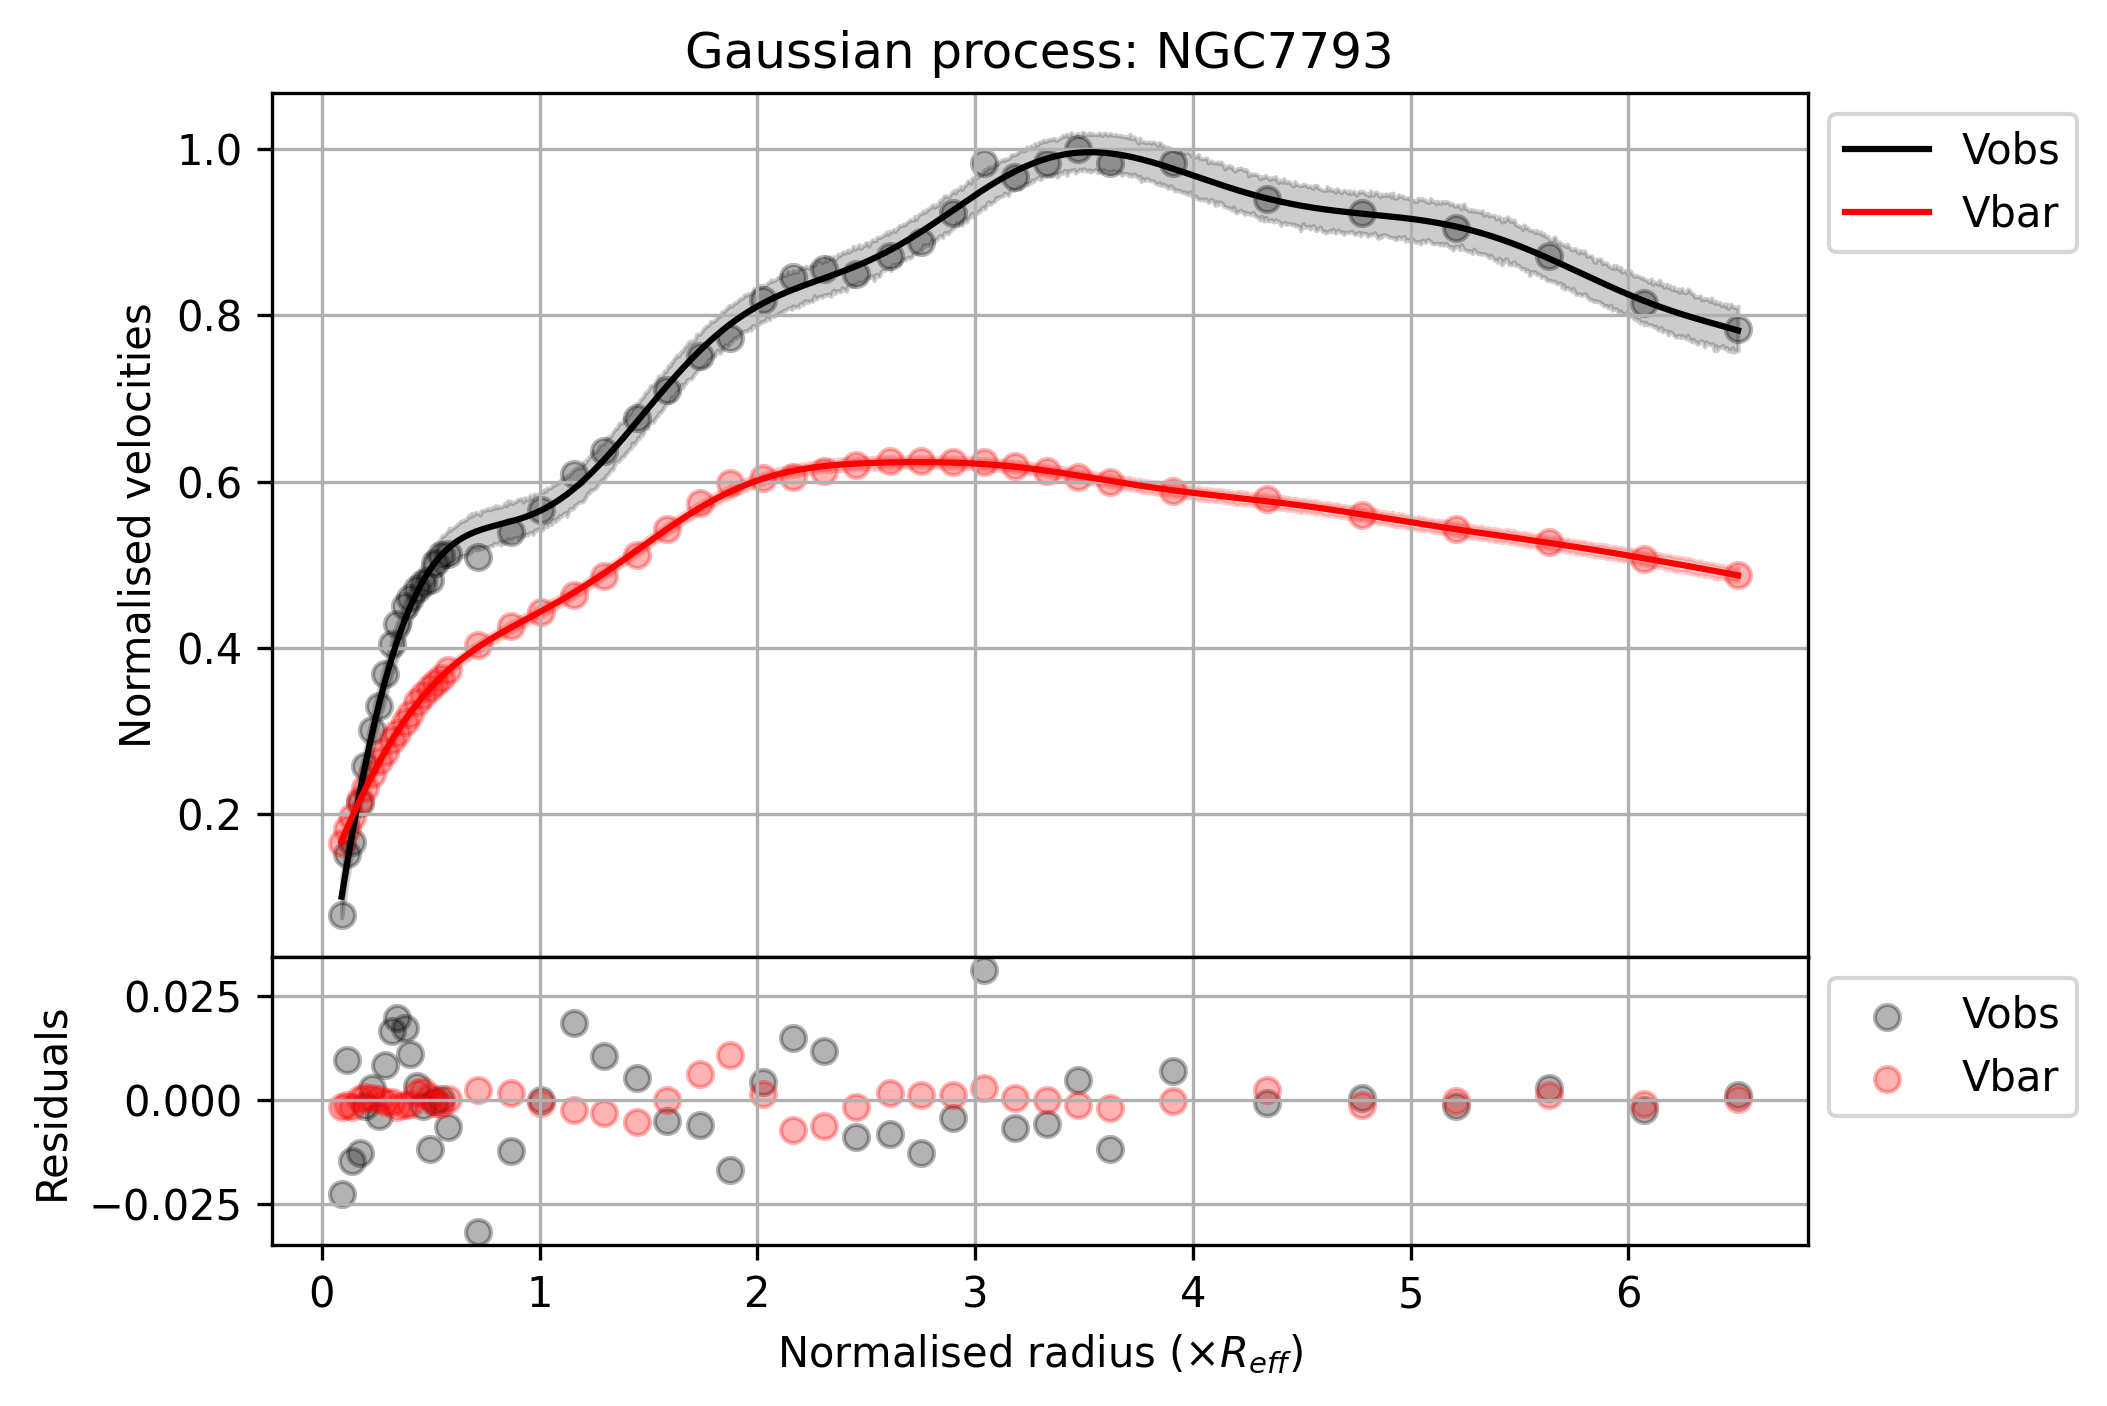 Gaussian process: NGC7793
Normalised velocities
1.0
0.8
0.6
0.4
0.2
Vobs
Vbar
Residuals
0.025
0.000
−0.025
Vobs
Vbar
0 1 2 3 4 5 6
Normalised radius (×R_eff)